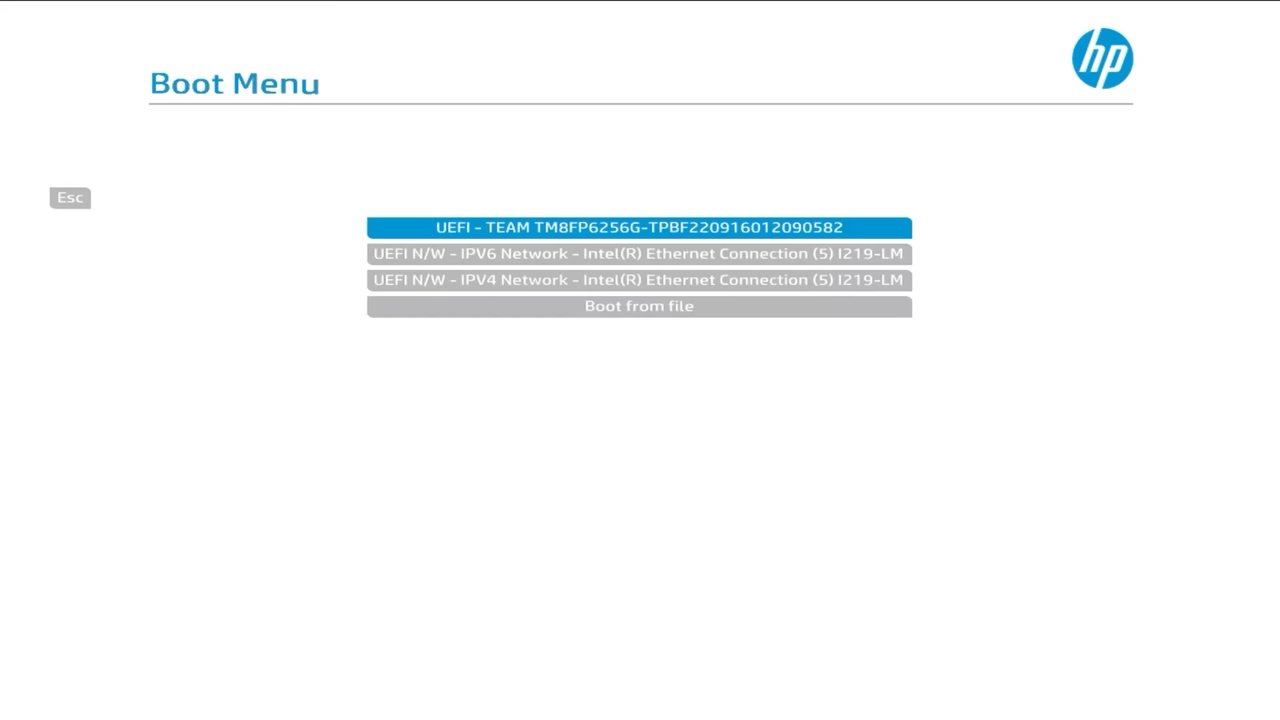 hp
Boot Menu
Esc
UEFI - TEAM TM8FP6256G-TPBF220916012090582
UEFI N/W - IPV6 Network - Intel(R) Ethernet Connection (5) I219-LM
UEFI N/W - IPV4 Network - Intel(R) Ethernet Connection (5) I219-LM
Boot from file